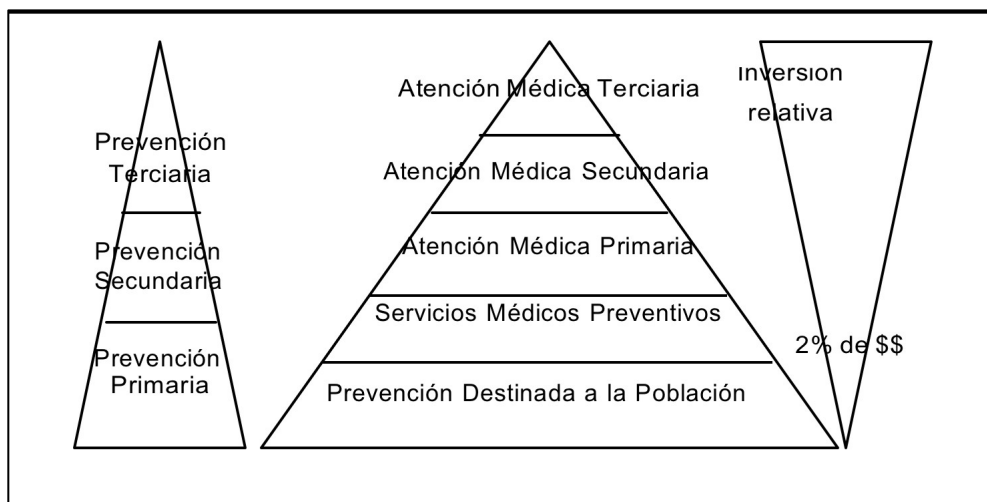 Prevención
Terciaria
Prevención
Secundaria
Prevención
Primaria
Atención Médica Terciaria
Atención Médica Secundaria
Atención Médica Primaria
Servicios Médicos Preventivos
Prevención Destinada a la Población
Inversión
relativa
2% de $$